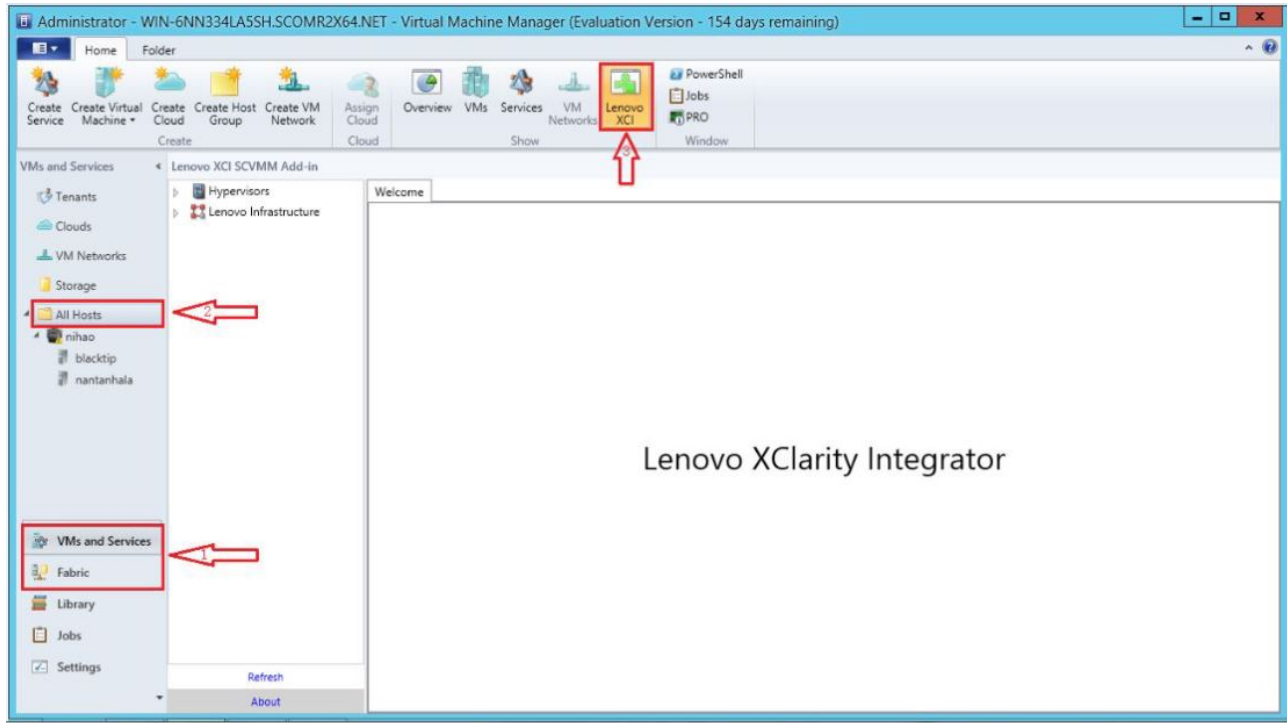 Administrator - WIN-6NN334LA5SH.SCOMR2X64.NET - Virtual Machine Manager (Evaluation Version - 154 days remaining)
Home Folder
Create Service
Create Virtual Machine
Create Cloud
Create Host Group
Create VM Network
Assign Cloud
Overview
VMs
Services
VM Networks
Lenovo XCI
PowerShell
Jobs
PRO
Create
Cloud
Show
Window
3
VMs and Services
Lenovo XCI SCVMM Add-in
Tenants
Clouds
VM Networks
Storage
All Hosts
2
nihao
blacktip
nantanhala
Hypervisors
Lenovo Infrastructure
Welcome
Lenovo XClarity Integrator
VMs and Services
1
Fabric
Library
Jobs
Settings
Refresh
About